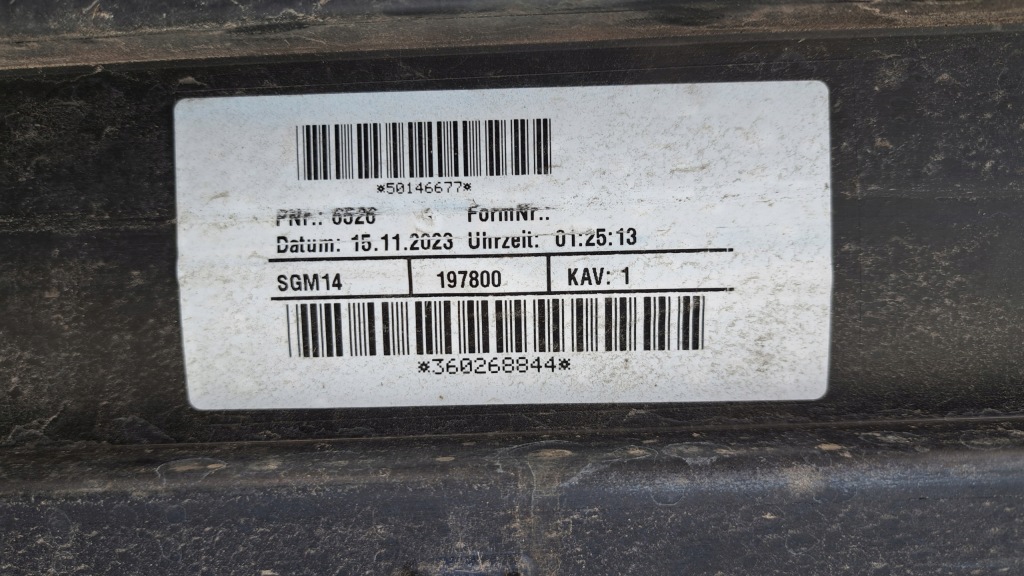 *50146677*
PNr.: 6526 FormNr.:
Datum: 15.11.2023 Uhrzeit: 01:25:13
SGM14 197800 KAV: 1
*360268844*